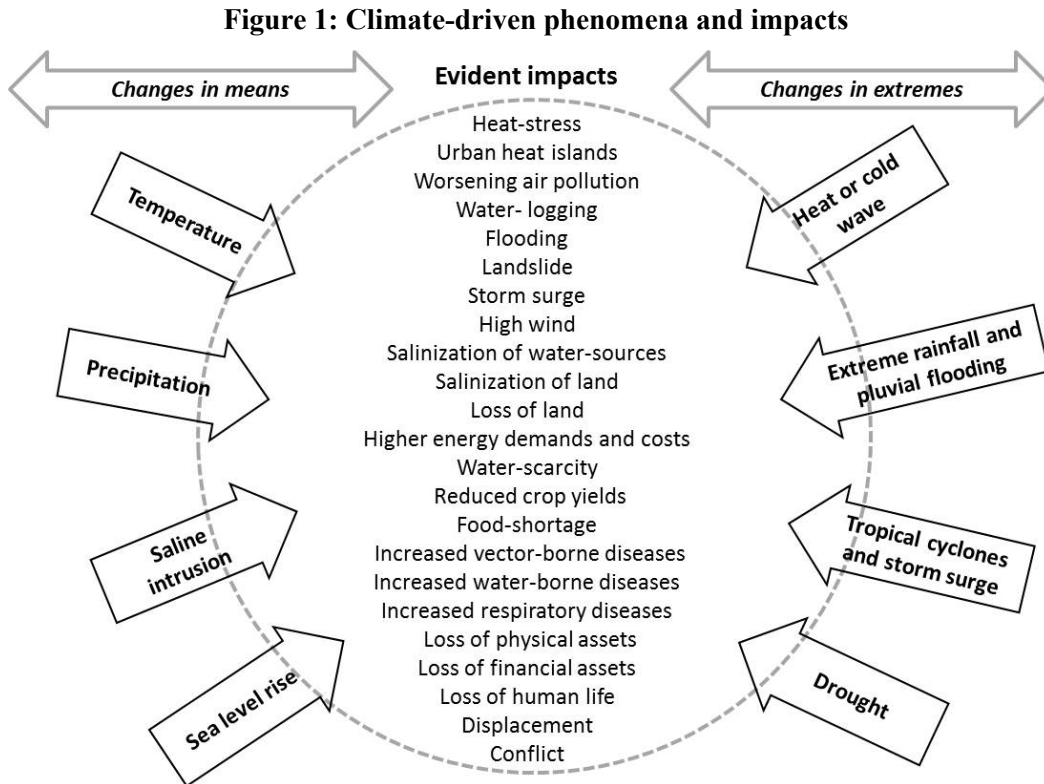 Figure 1: Climate-driven phenomena and impacts
Changes in means
Evident impacts
Changes in extremes
Temperature
Precipitation
Saline
intrusion
Sea level rise
Heat-stress
Urban heat islands
Worsening air pollution
Water- logging
Flooding
Landslide
Storm surge
High wind
Salinization of water-sources
Salinization of land
Loss of land
Higher energy demands and costs
Water-scarcity
Reduced crop yields
Food-shortage
Increased vector-borne diseases
Increased water-borne diseases
Increased respiratory diseases
Loss of physical assets
Loss of financial assets
Loss of human life
Displacement
Conflict
Heat or cold
wave
Extreme rainfall and
pluvial flooding
Tropical cyclones
and storm surge
Drought